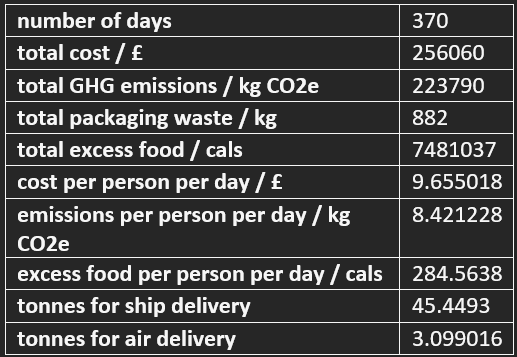 number of days 370
total cost / £ 256060
total GHG emissions / kg CO2e 223790
total packaging waste / kg 882
total excess food / cals 7481037
cost per person per day / £ 9.655018
emissions per person per day / kg 8.421228
CO2e
excess food per person per day / cals 284.5638
tonnes for ship delivery 45.4493
tonnes for air delivery 3.099016